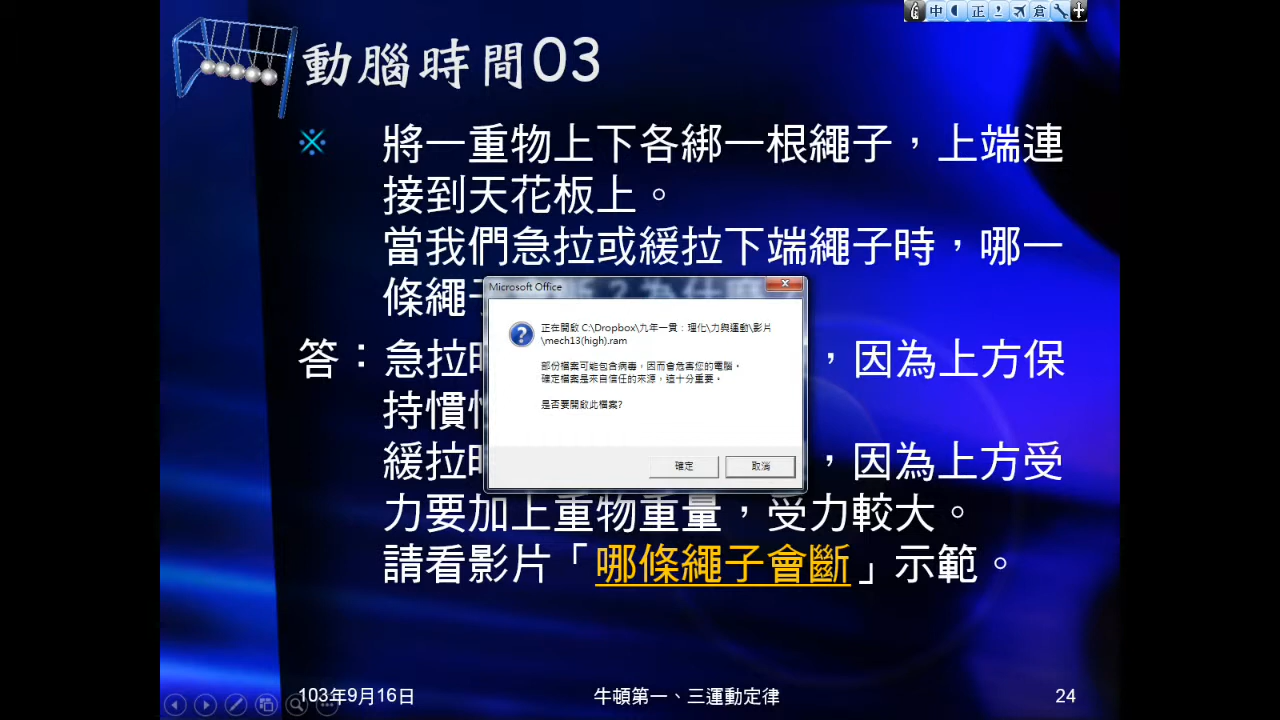 中 正 倉
動腦時間03
※ 將一重物上下各綁一根繩子，上端連
接到天花板上。
當我們急拉或緩拉下端繩子時，哪一
條繩
Microsoft Office
正在開啟 C:\Dropbox\九年一貫：理化\力與運動\影片
\mech13(high).ram
部份檔案可能包含病毒，因而會危害您的電腦。
確定檔案是來自信任的來源，這十分重要。
是否要開啟此檔案?
確定 取消
答：急拉 ，因為上方保
持慣
緩拉 ，因為上方受
力要加上重物重量，受力較大。
請看影片「哪條繩子會斷」示範。
103年9月16日 牛頓第一、三運動定律 24